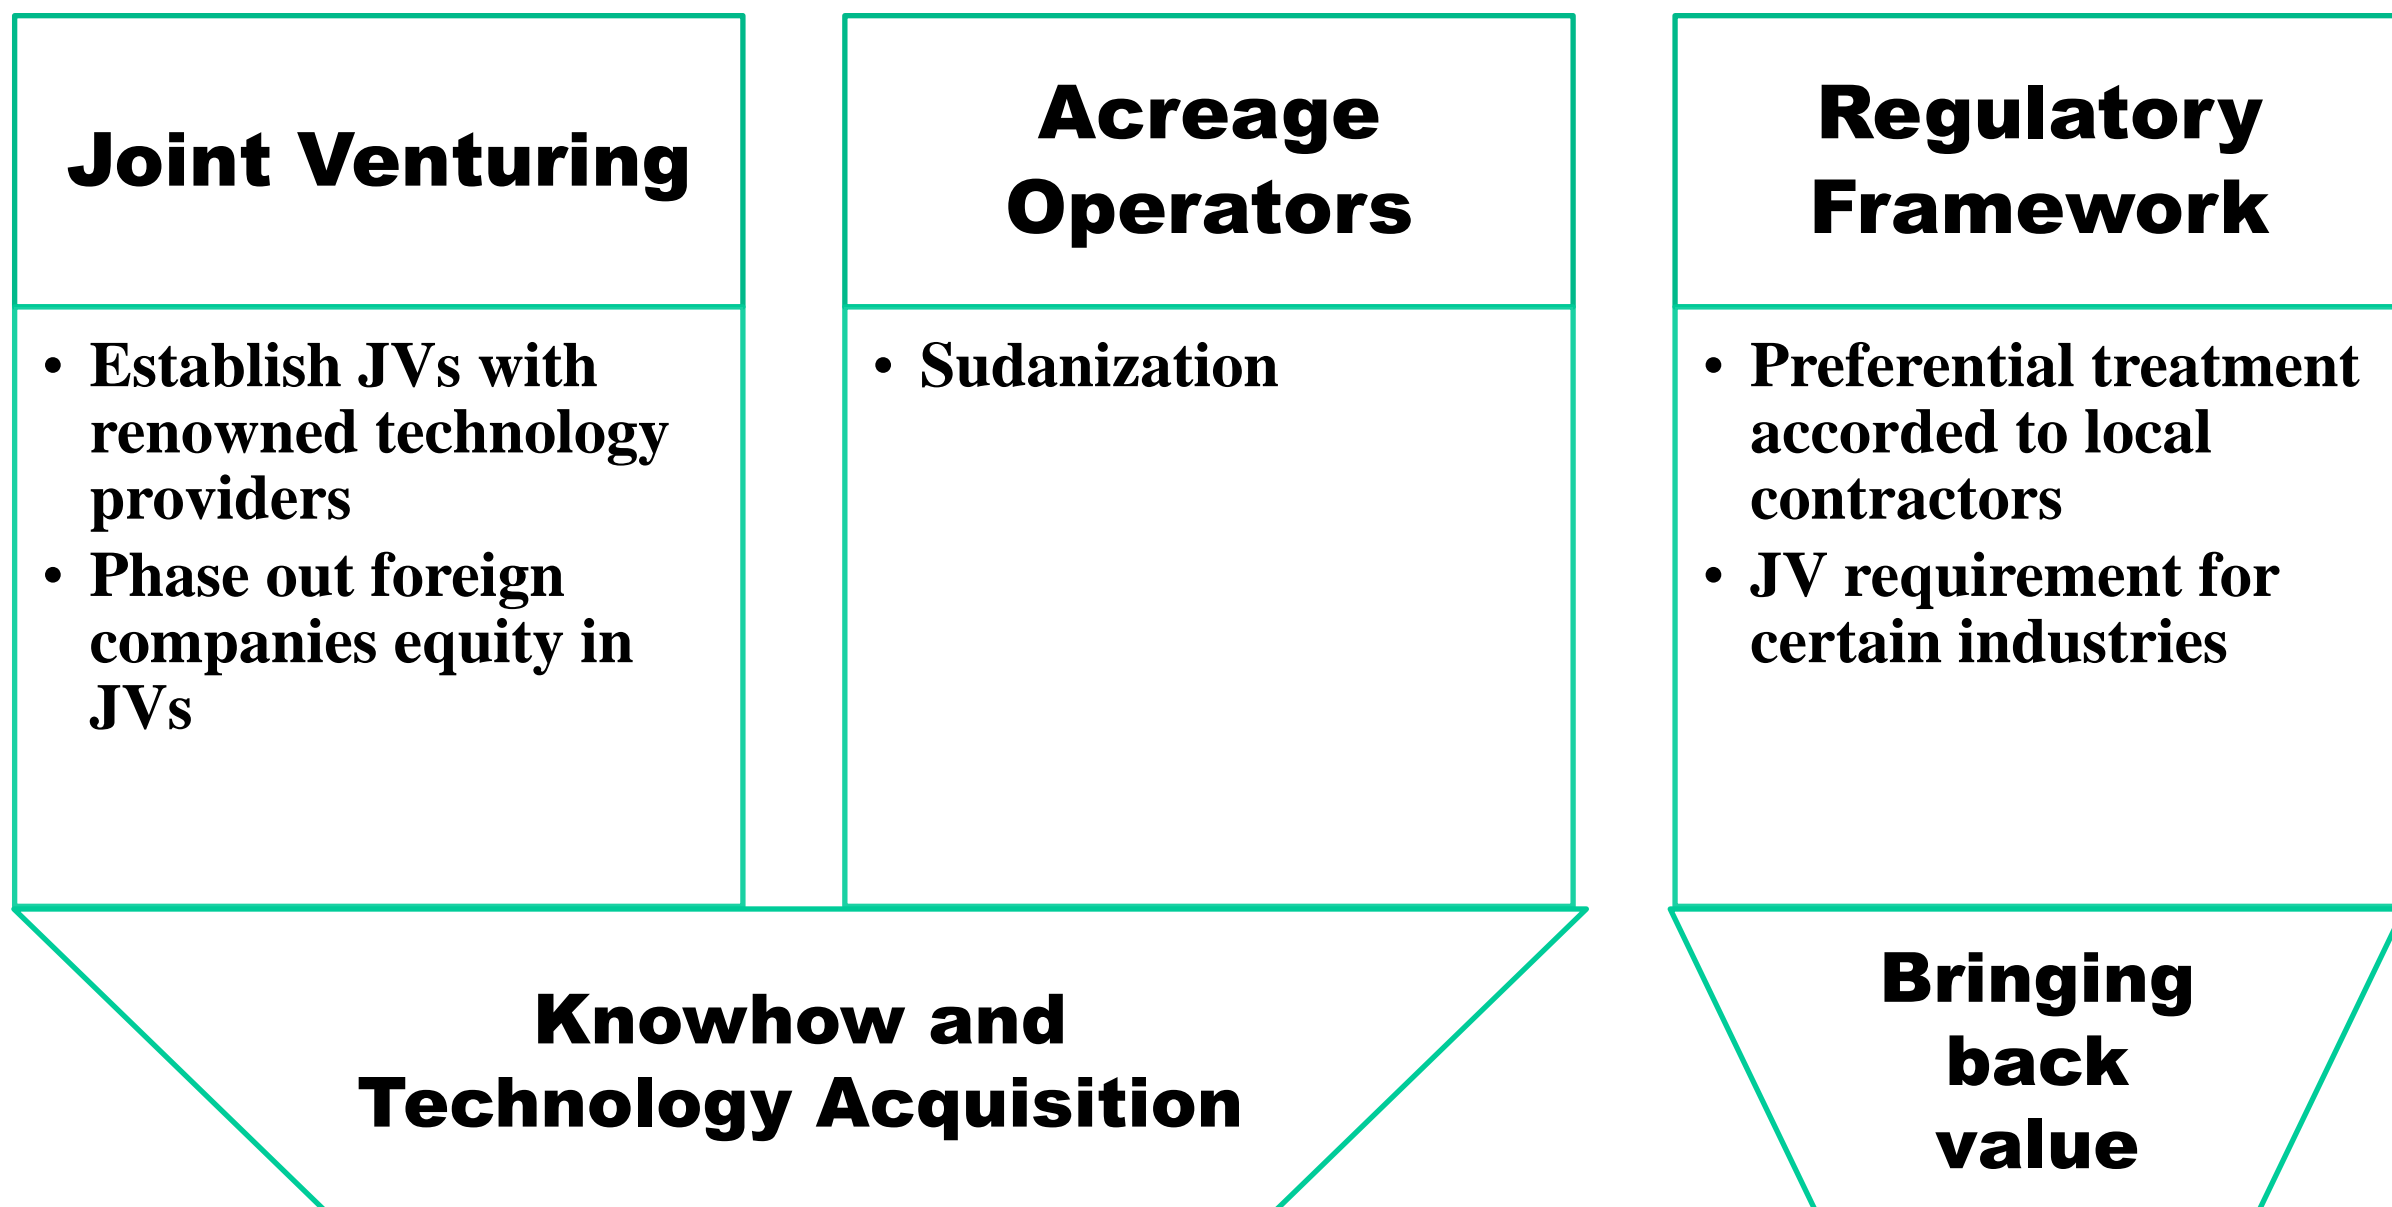 Joint Venturing
• Establish JVs with
renowned technology
providers
• Phase out foreign
companies equity in
JVs
Acreage
Operators
• Sudanization
Regulatory
Framework
• Preferential treatment
accorded to local
contractors
• JV requirement for
certain industries
Knowhow and
Technology Acquisition
Bringing
back
value